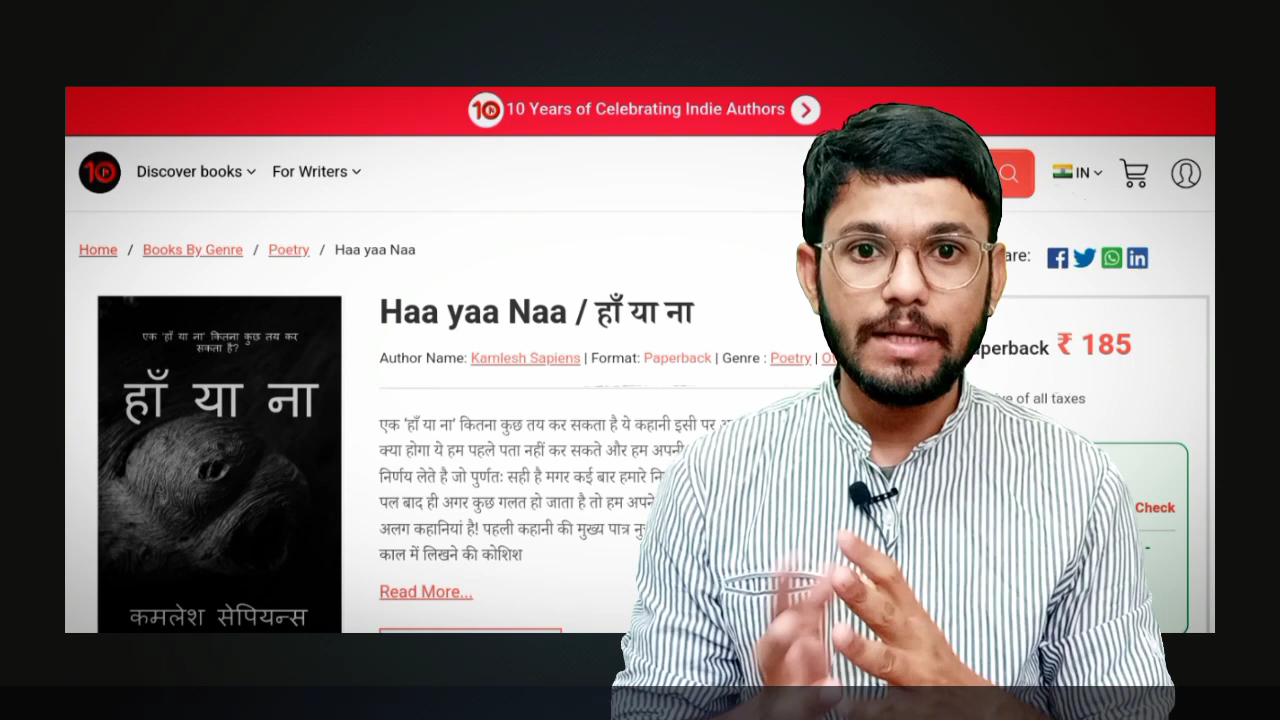 10 10 Years of Celebrating Indie Authors
10 Discover books For Writers IN
Home / Books By Genre / Poetry / Haa yaa Naa
are:
एक 'हाँ या ना' कितना कुछ तय कर
सकता है?
हाँ या ना
कमलेश सेपियन्स
Haa yaa Naa / हाँ या ना
Author Name: Kamlesh Sapiens | Format: Paperback | Genre : Poetry |
एक 'हाँ या ना' कितना कुछ तय कर सकता है ये कहानी इसी पर
क्या होगा ये हम पहले पता नहीं कर सकते और हम अपनी
निर्णय लेते है जो पुर्णतः सही है मगर कई बार हमारे
पल बाद ही अगर कुछ गलत हो जाता है तो हम अपने
अलग कहानियां है! पहली कहानी की मुख्य पात्र
काल में लिखने की कोशिश
Read More...
perback ₹ 185
of all taxes
Check